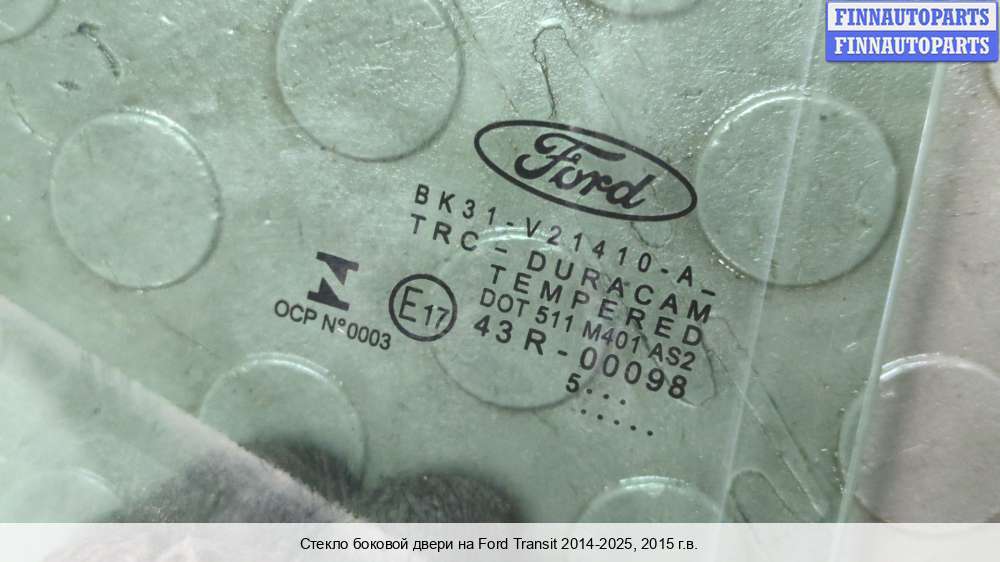 FINNAUTOPARTS
FINNAUTOPARTS
Ford
BK31-V21410-A-
TRC-DURACAM
TEMPERED
DOT 511 M401 AS2
43R-00098
5...
.....
E17
OCP N°0003
Стекло боковой двери на Ford Transit 2014-2025, 2015 г.в.